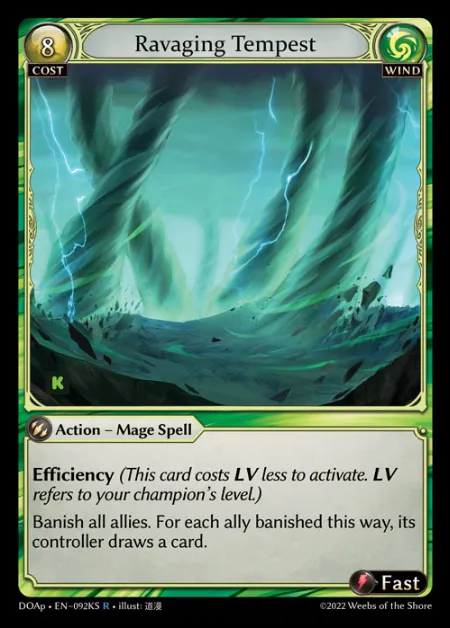 8
Ravaging Tempest
COST
WIND
K
Action – Mage Spell
Efficiency (This card costs LV less to activate. LV
refers to your champion's level.)
Banish all allies. For each ally banished this way, its
controller draws a card.
Fast
DOAp • EN-092KS R • illust: 道漫
©2022 Weebs of the Shore